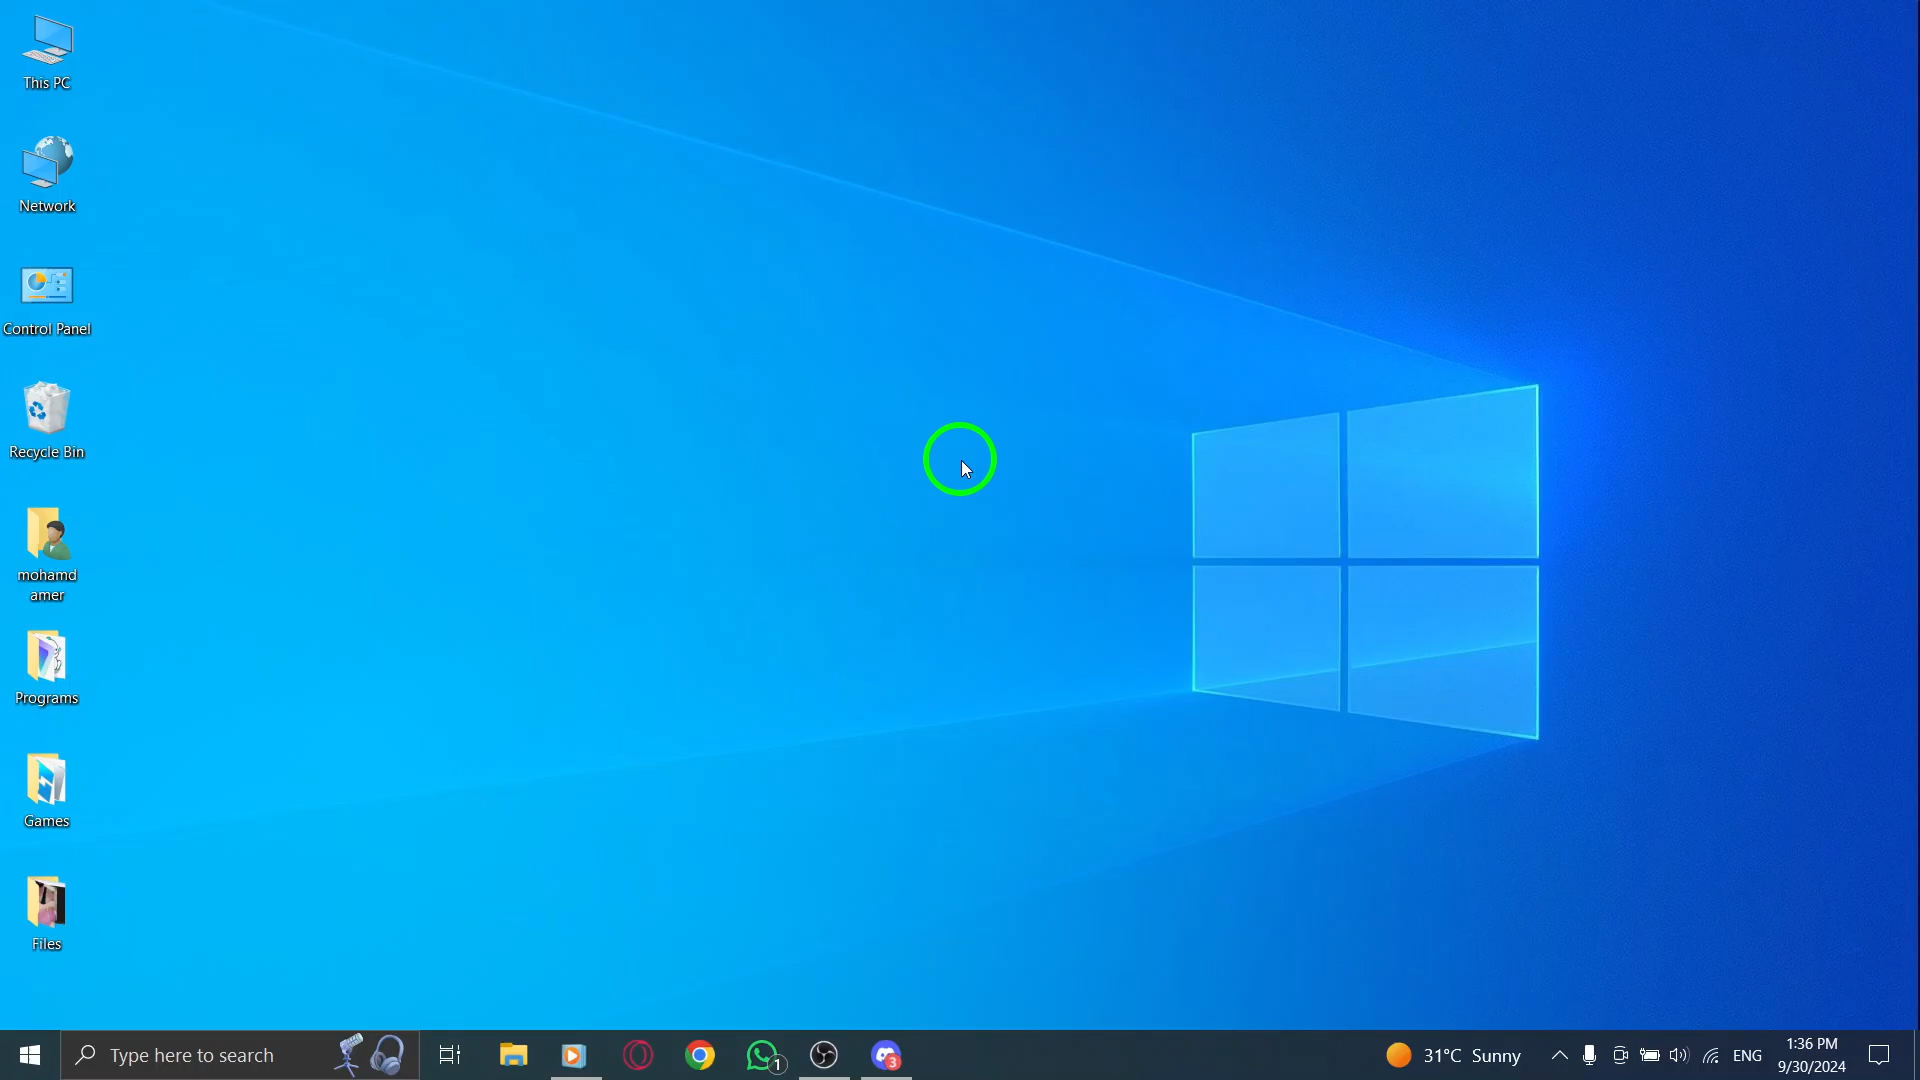 This PC
Network
Control Panel
Recycle Bin
mohamd
amer
Programs
Games
Files
Type here to search
1
3
31°C Sunny
ENG
1:36 PM
9/30/2024